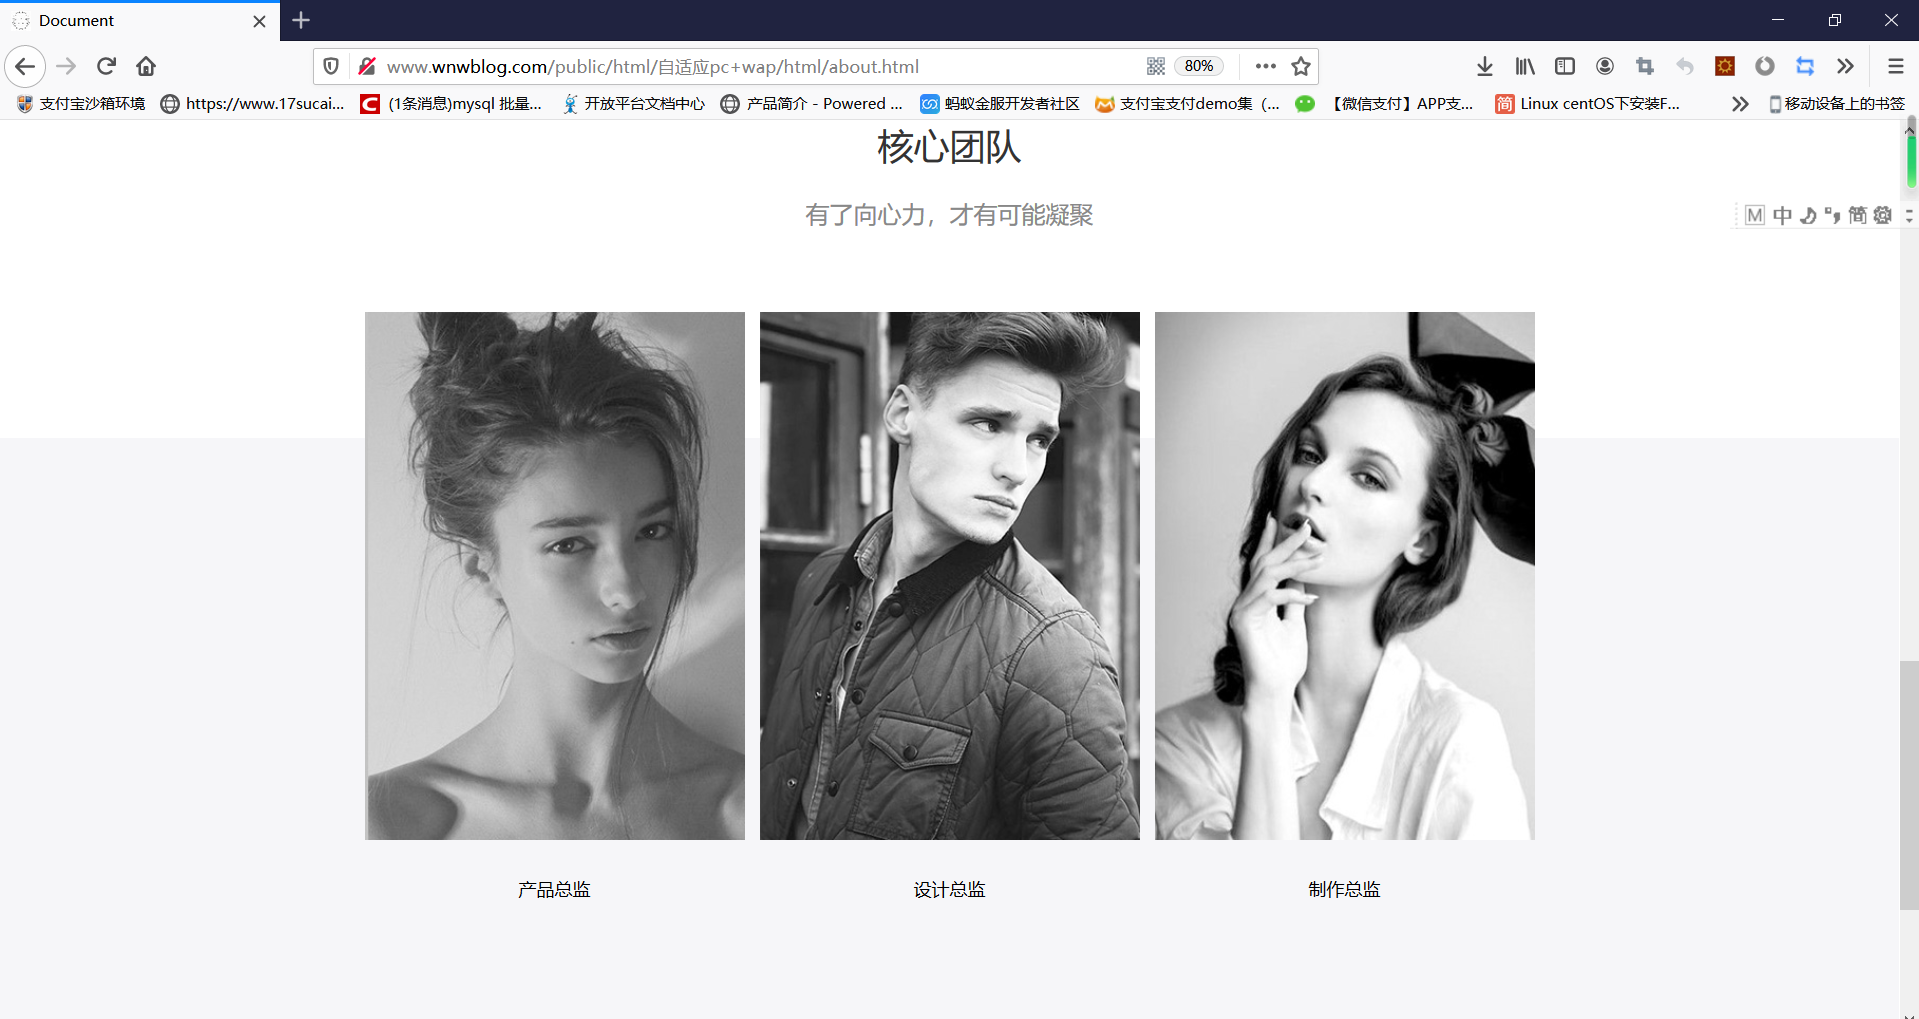 Document
www.wnwblog.com/public/html/自适应pc+wap/html/about.html
80%
支付宝沙箱环境
https://www.17sucai...
(1条消息)mysql 批量...
开放平台文档中心
产品简介 - Powered ...
蚂蚁金服开发者社区
支付宝支付demo集（...
【微信支付】APP支...
简
Linux centOS下安装F...
移动设备上的书签
核心团队
有了向心力，才有可能凝聚
M 中 简
产品总监
设计总监
制作总监